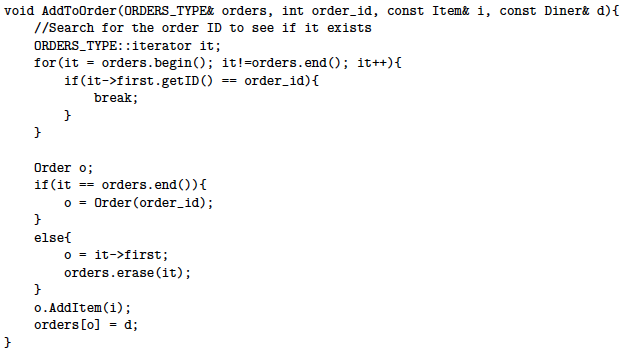 void AddToOrder(ORDERS_TYPE& orders, int order_id, const Item& i, const Diner& d){
    //Search for the order ID to see if it exists
    ORDERS_TYPE::iterator it;
    for(it = orders.begin(); it!=orders.end(); it++){
        if(it->first.getID() == order_id){
            break;
        }
    }

    Order o;
    if(it == orders.end()){
        o = Order(order_id);
    }
    else{
        o = it->first;
        orders.erase(it);
    }
    o.AddItem(i);
    orders[o] = d;
}